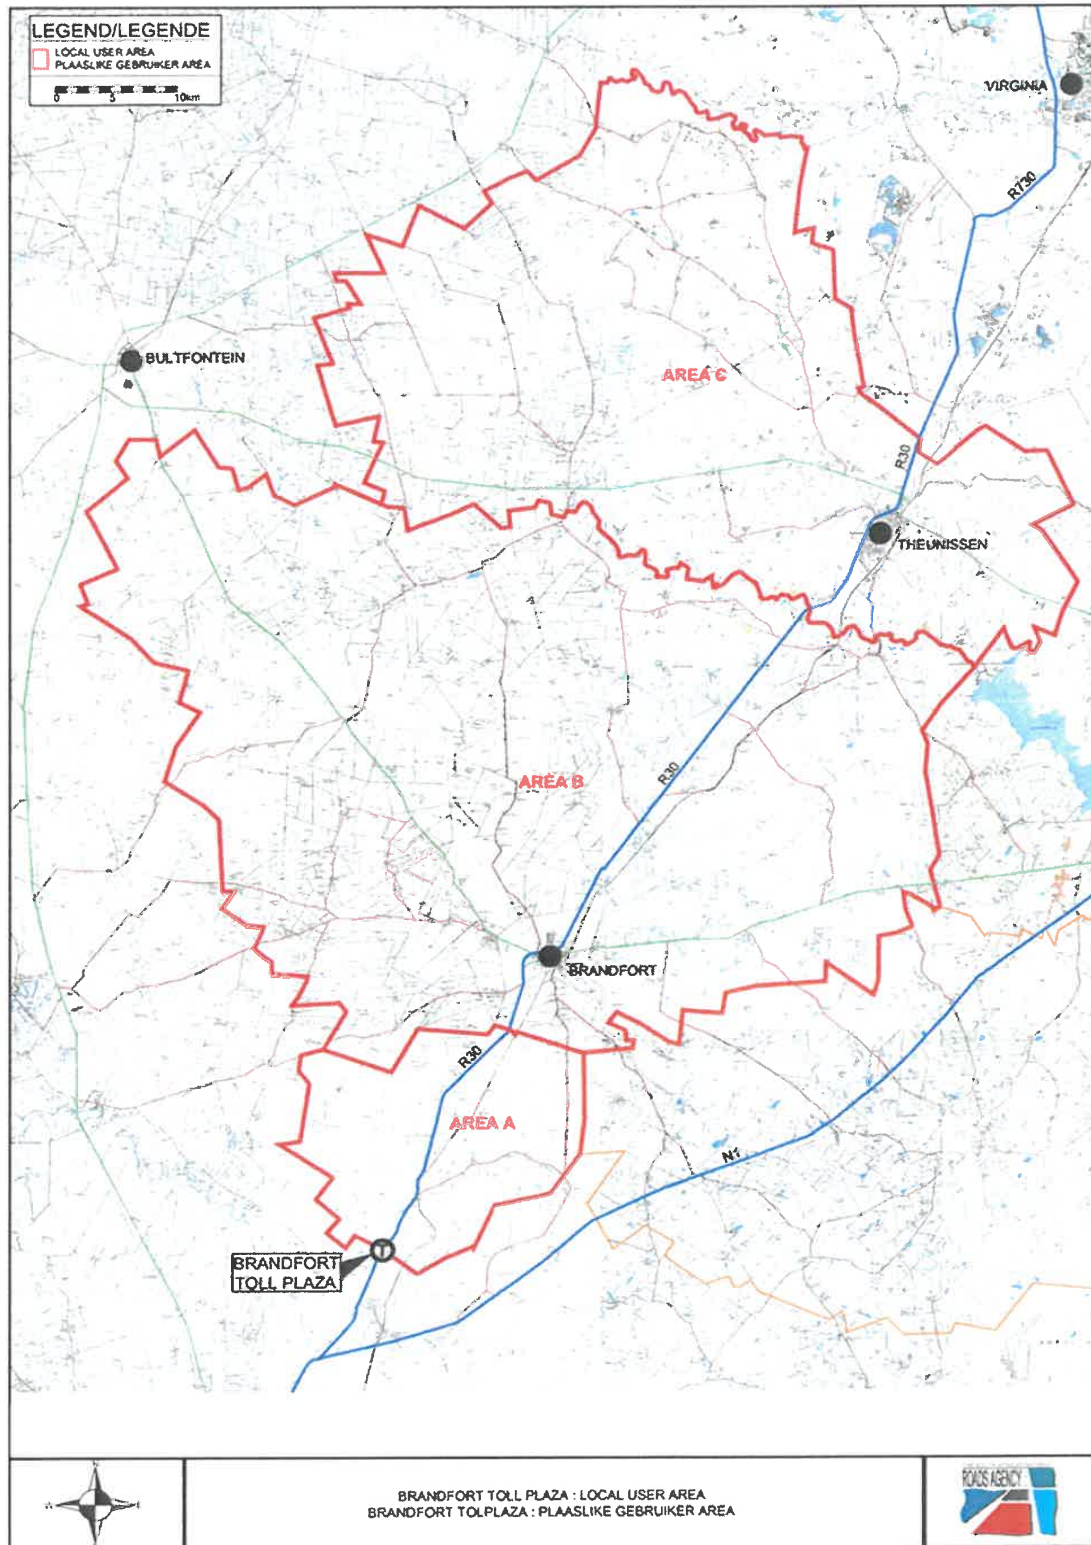 LEGEND/LEGENDE
LOCAL USER AREA
PLAASLIKE GEBRUIKER AREA
0 5 10km
VIRGINIA
R730
BULTFONTEIN
AREA C
R30
THEUNISSEN
AREA B
R30
BRANDFORT
R30
AREA A
N1
T
BRANDFORT
TOLL PLAZA
N
W
E
BRANDFORT TOLL PLAZA : LOCAL USER AREA
BRANDFORT TOLPLAZA : PLAASLIKE GEBRUIKER AREA
ROADS AGENCY